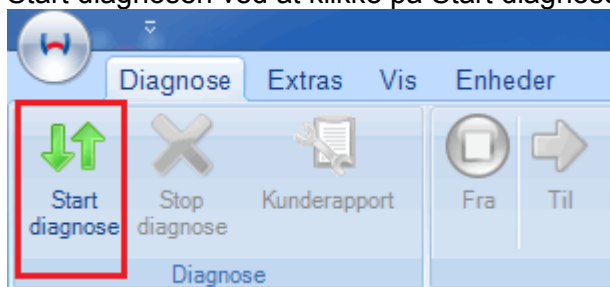 Start diagnosen ved at klikke på Start diagnose
Diagnose Extras Vis Enheder
Start diagnose
Stop diagnose
Kunderapport
Fra
Til
Diagnose